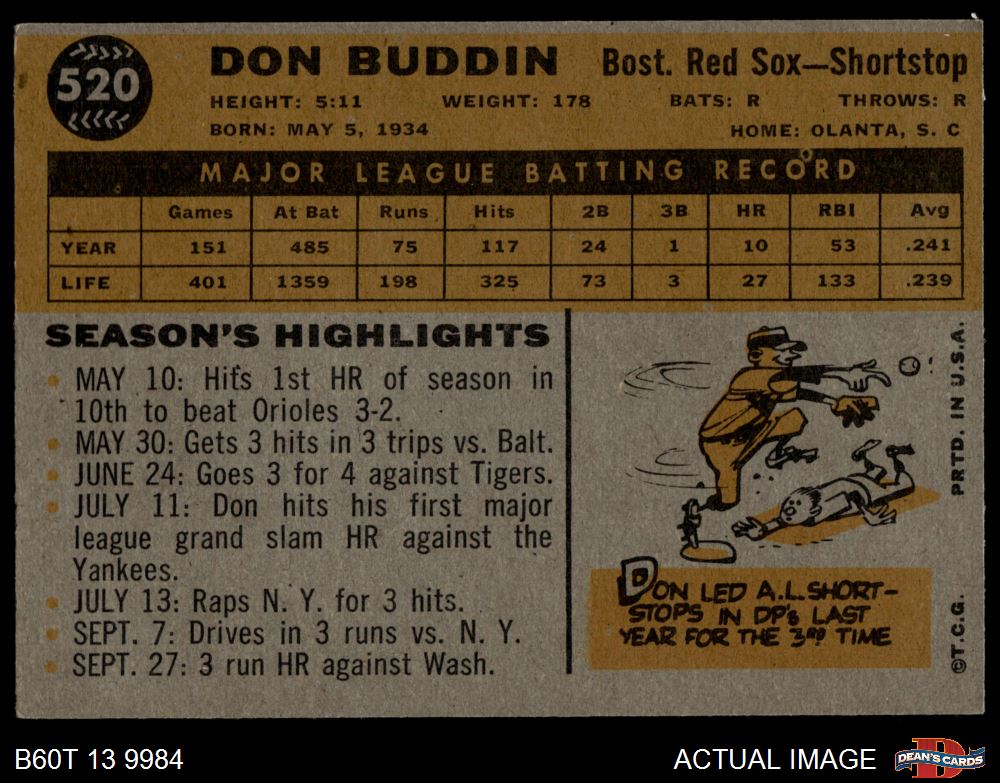 520
DON BUDDIN Bost. Red Sox—Shortstop
HEIGHT: 5:11 WEIGHT: 178 BATS: R THROWS: R
BORN: MAY 5, 1934 HOME: OLANTA, S. C
MAJOR LEAGUE BATTING RECORD
Games At Bat Runs Hits 2B 3B HR RBI Avg
YEAR 151 485 75 117 24 1 10 53 .241
LIFE 401 1359 198 325 73 3 27 133 .239
SEASON'S HIGHLIGHTS
MAY 10: Hits 1st HR of season in
10th to beat Orioles 3-2.
MAY 30: Gets 3 hits in 3 trips vs. Balt.
JUNE 24: Goes 3 for 4 against Tigers.
JULY 11: Don hits his first major
league grand slam HR against the
Yankees.
JULY 13: Raps N. Y. for 3 hits.
SEPT. 7: Drives in 3 runs vs. N. Y.
SEPT. 27: 3 run HR against Wash.
DON LED A.L. SHORT-
STOPS IN DP's LAST
YEAR FOR THE 3RD TIME
PRTD. IN U.S.A.
©T.C.G.
B60T 13 9984 ACTUAL IMAGE
D
DEAN'S CARDS